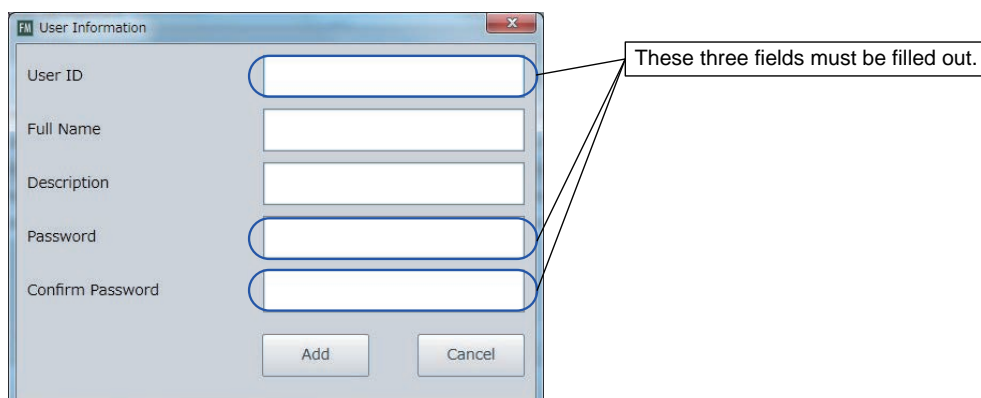 FM User Information
x
These three fields must be filled out.
User ID
Full Name
Description
Password
Confirm Password
Add Cancel